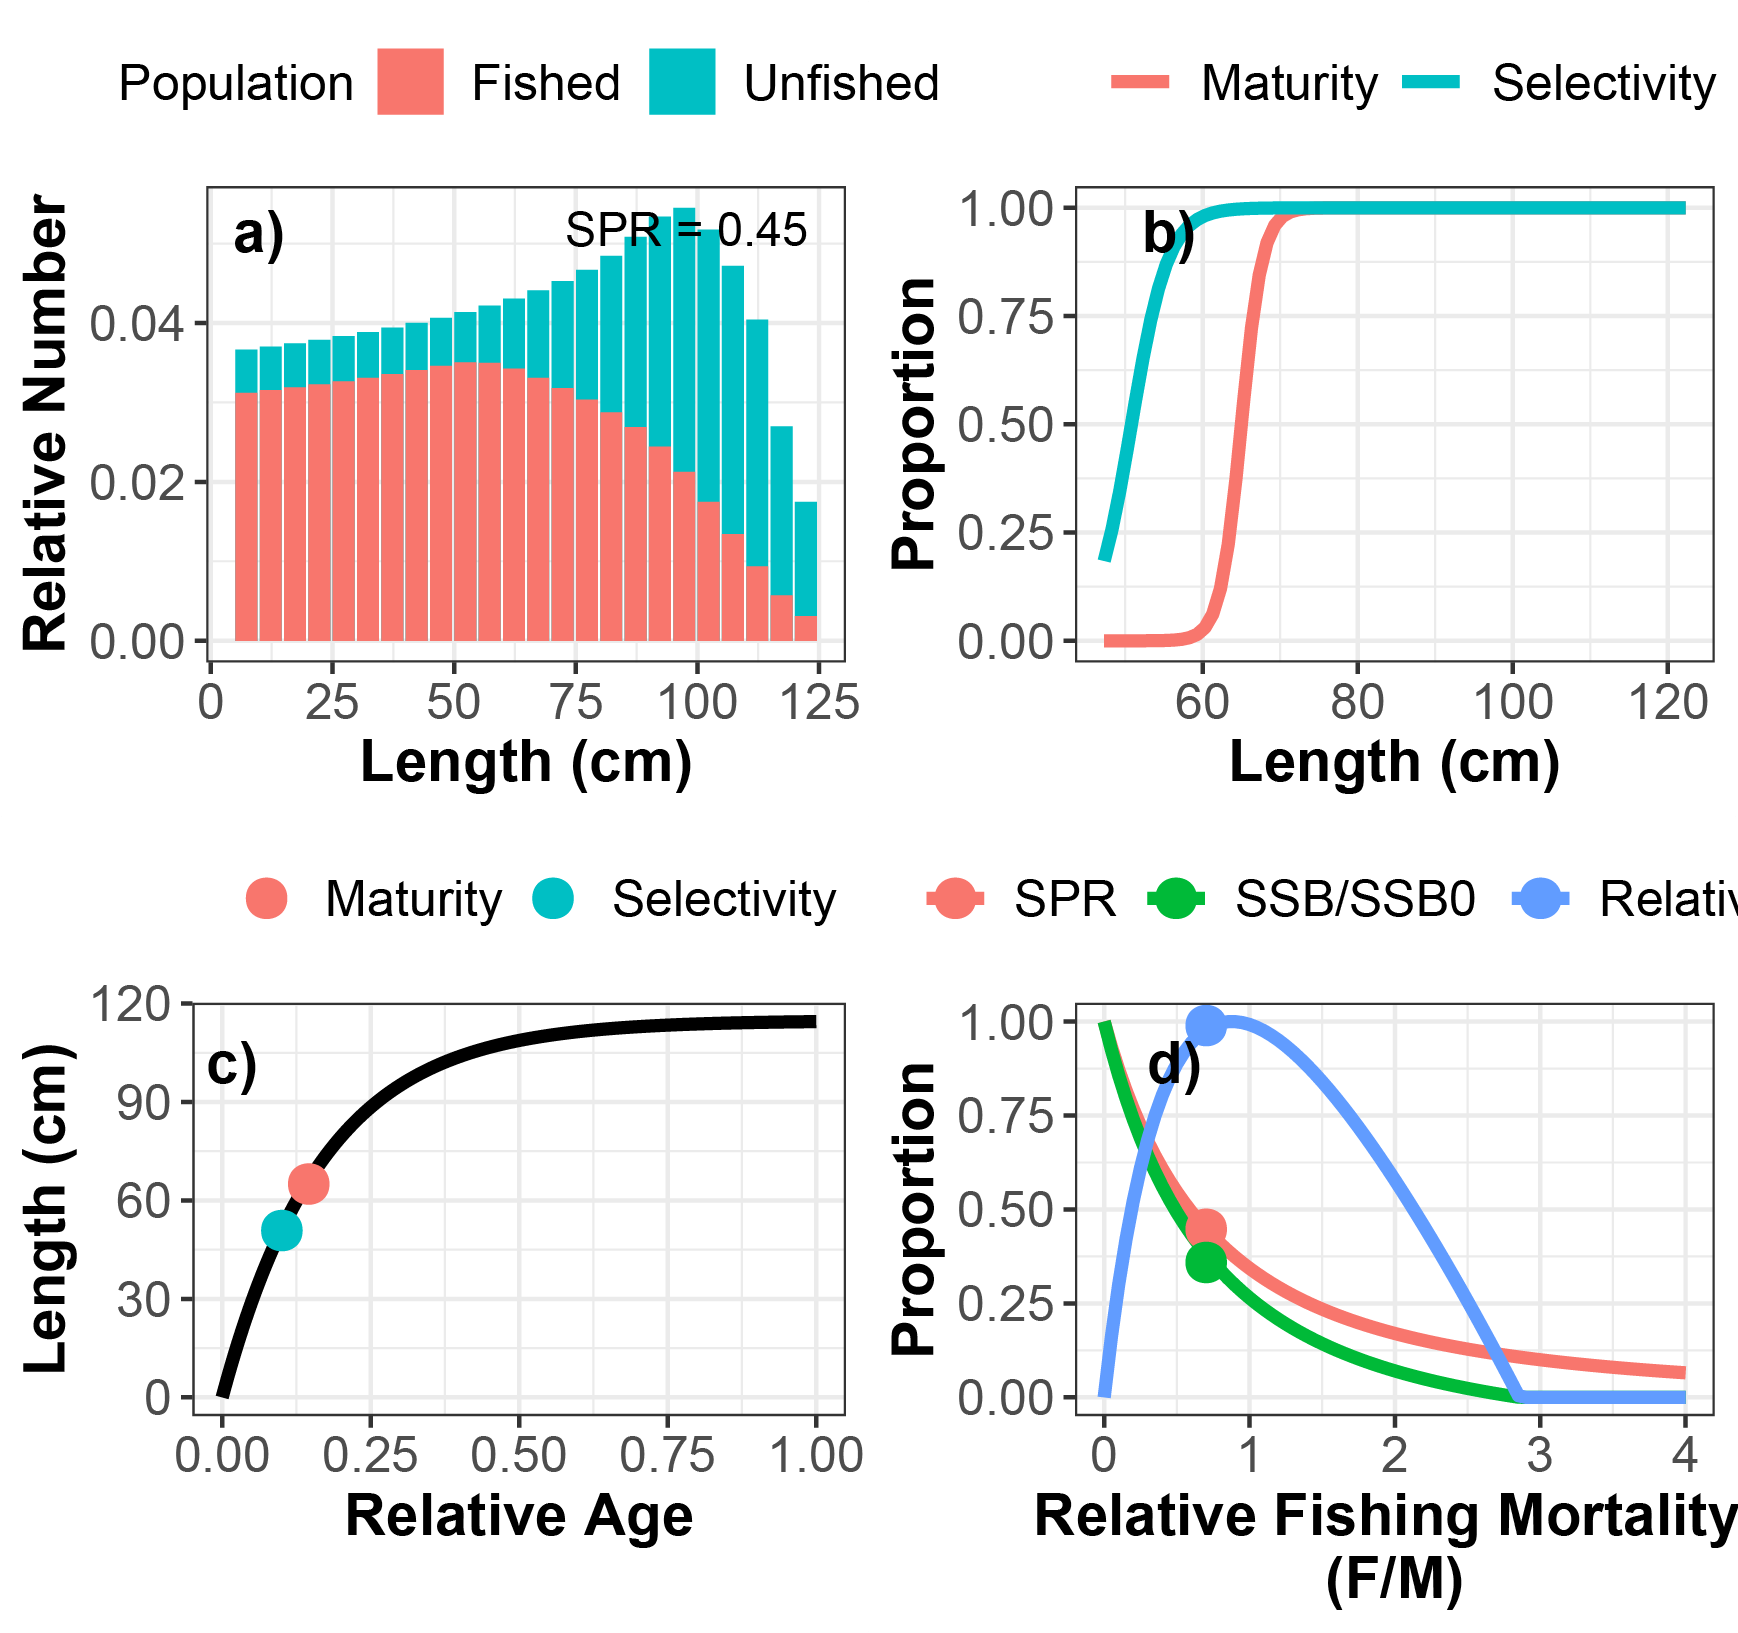 Population Fished Unfished
Maturity Selectivity
Relative Number
a)
SPR = 0.45
0.04
0.02
0.00
0 25 50 75 100 125
Length (cm)
Proportion
b)
1.00
0.75
0.50
0.25
0.00
60 80 100 120
Length (cm)
Maturity Selectivity
Length (cm)
c)
120
90
60
30
0
0.00 0.25 0.50 0.75 1.00
Relative Age
SPR SSB/SSB0
Proportion
d)
1.00
0.75
0.50
0.25
0.00
0 1 2 3 4
Relative Fishing Mortality
(F/M)